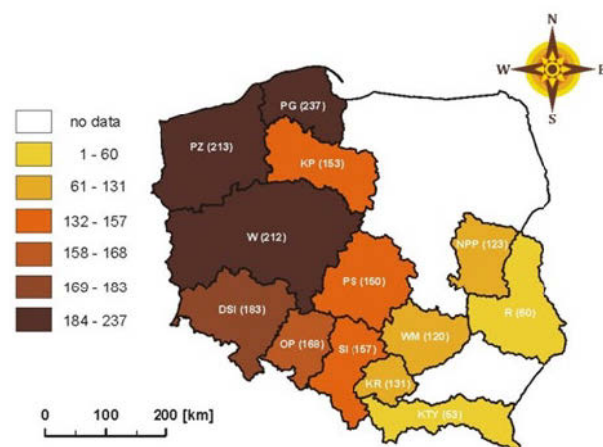 N
W E
S
no data
1 - 60
61 - 131
132 - 157
158 - 168
169 - 183
184 - 237
PG (237)
PZ (213)
KP (153)
W (212)
NPP (123)
PS (150)
DSI (183)
R (60)
OP (168)
SI (157)
WM (120)
KR (131)
KTY (53)
0 100 200 [km]